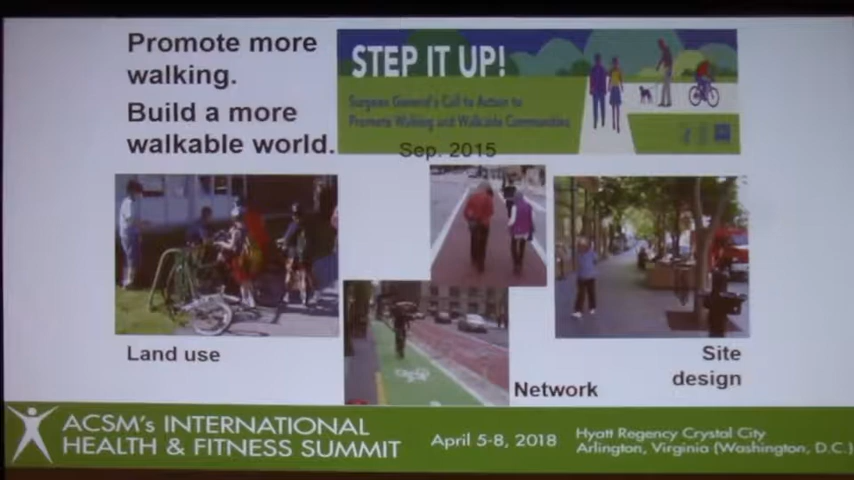 Promote more
walking.
Build a more
walkable world.
STEP IT UP!
Surgeon General's Call to Action to
Promote Walking and Walkable Communities
Sep. 2015
Land use
Network
Site
design
ACSM's INTERNATIONAL
HEALTH & FITNESS SUMMIT
April 5-8, 2018
Hyatt Regency Crystal City
Arlington, Virginia (Washington, D.C.)